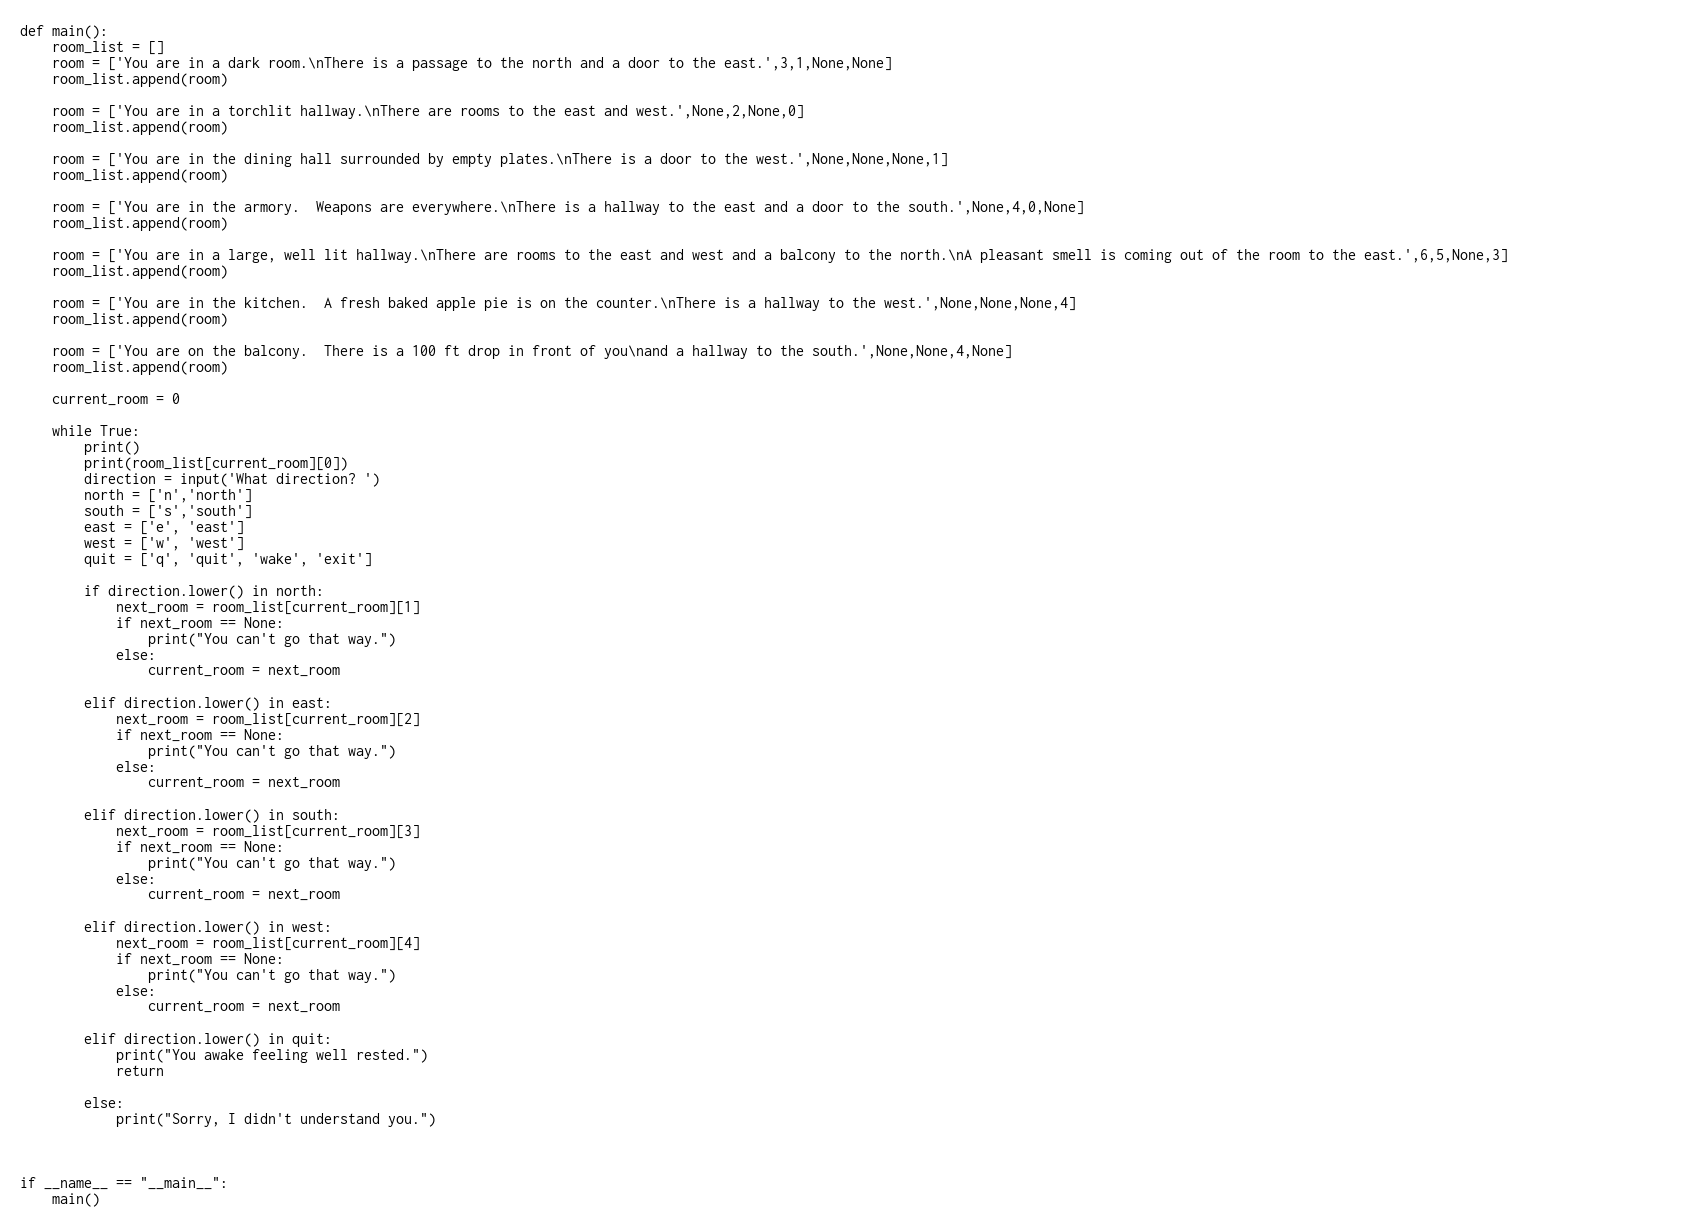 def main():
    room_list = []
    room = ['You are in a dark room.\nThere is a passage to the north and a door to the east.',3,1,None,None]
    room_list.append(room)

    room = ['You are in a torchlit hallway.\nThere are rooms to the east and west.',None,2,None,0]
    room_list.append(room)

    room = ['You are in the dining hall surrounded by empty plates.\nThere is a door to the west.',None,None,None,1]
    room_list.append(room)

    room = ['You are in the armory.  Weapons are everywhere.\nThere is a hallway to the east and a door to the south.',None,4,0,None]
    room_list.append(room)

    room = ['You are in a large, well lit hallway.\nThere are rooms to the east and west and a balcony to the north.\nA pleasant smell is coming out of the room to the east.',6,5,None,3]
    room_list.append(room)

    room = ['You are in the kitchen.  A fresh baked apple pie is on the counter.\nThere is a hallway to the west.',None,None,None,4]
    room_list.append(room)

    room = ['You are on the balcony.  There is a 100 ft drop in front of you\nand a hallway to the south.',None,None,4,None]
    room_list.append(room)

    current_room = 0

    while True:
        print()
        print(room_list[current_room][0])
        direction = input('What direction? ')
        north = ['n','north']
        south = ['s','south']
        east = ['e', 'east']
        west = ['w', 'west']
        quit = ['q', 'quit', 'wake', 'exit']

        if direction.lower() in north:
            next_room = room_list[current_room][1]
            if next_room == None:
                print("You can't go that way.")
            else:
                current_room = next_room

        elif direction.lower() in east:
            next_room = room_list[current_room][2]
            if next_room == None:
                print("You can't go that way.")
            else:
                current_room = next_room

        elif direction.lower() in south:
            next_room = room_list[current_room][3]
            if next_room == None:
                print("You can't go that way.")
            else:
                current_room = next_room

        elif direction.lower() in west:
            next_room = room_list[current_room][4]
            if next_room == None:
                print("You can't go that way.")
            else:
                current_room = next_room

        elif direction.lower() in quit:
            print("You awake feeling well rested.")
            return

        else:
            print("Sorry, I didn't understand you.")


if __name__ == "__main__":
    main()